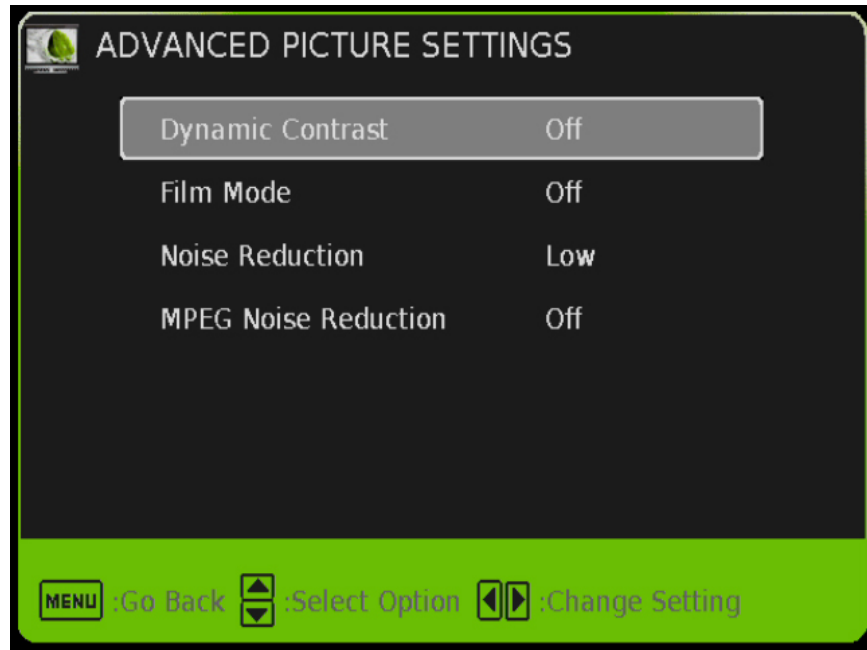 ADVANCED PICTURE SETTINGS
Dynamic Contrast Off
Film Mode Off
Noise Reduction Low
MPEG Noise Reduction Off
MENU :Go Back :Select Option :Change Setting